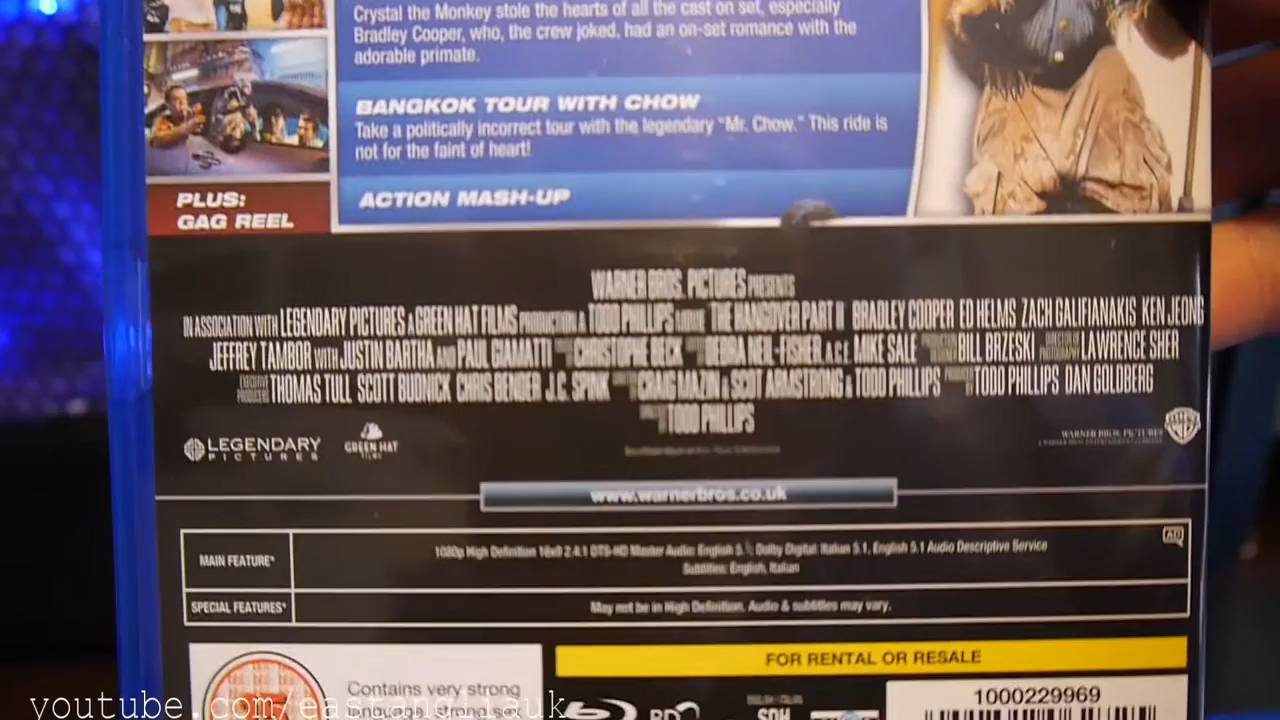 Crystal the Monkey stole the hearts of all the cast on set, especially
Bradley Cooper, who, the crew joked, had an on-set romance with the
adorable primate.
BANGKOK TOUR WITH CHOW
Take a politically incorrect tour with the legendary "Mr. Chow." This ride is
not for the faint of heart!
ACTION MASH-UP
PLUS:
GAG REEL
WARNER BROS. PICTURES PRESENTS
IN ASSOCIATION WITH LEGENDARY PICTURES A GREEN HAT FILMS PRODUCTION A TODD PHILLIPS MOVIE THE HANGOVER PART II BRADLEY COOPER ED HELMS ZACH GALIFIANAKIS KEN JEONG
JEFFREY TAMBOR WITH JUSTIN BARTHA AND PAUL GIAMATTI CHRISTOPHE BECK DEBRA NEIL-FISHER A.C.E. MIKE SALE BILL BRZESKI LAWRENCE SHER
EXECUTIVE PRODUCERS THOMAS TULL SCOTT BUDNICK CHRIS BENDER J.C. SPINK CRAIG MAZIN & SCOT ARMSTRONG & TODD PHILLIPS TODD PHILLIPS DAN GOLDBERG
TODD PHILLIPS
LEGENDARY PICTURES
GREEN HAT FILMS
WARNER BROS. PICTURES
www.warnerbros.co.uk
AD
MAIN FEATURE*
1080p High Definition 16x9 2.4:1 DTS-HD Master Audio: English 5.1; Dolby Digital: Italian 5.1, English 5.1 Audio Descriptive Service
Subtitles: English, Italian
SPECIAL FEATURES*
May not be in High Definition. Audio & subtitles may vary.
FOR RENTAL OR RESALE
Contains very strong
language, strong sex
1000229969